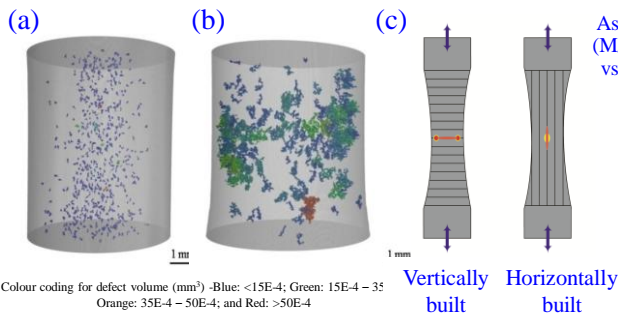 (a)
(b)
(c)
As
(M
vs
1 m
1 mm
Colour coding for defect volume (mm³) -Blue: <15E-4; Green: 15E-4 – 35
Orange: 35E-4 – 50E-4; and Red: >50E-4
Vertically
built
Horizontally
built